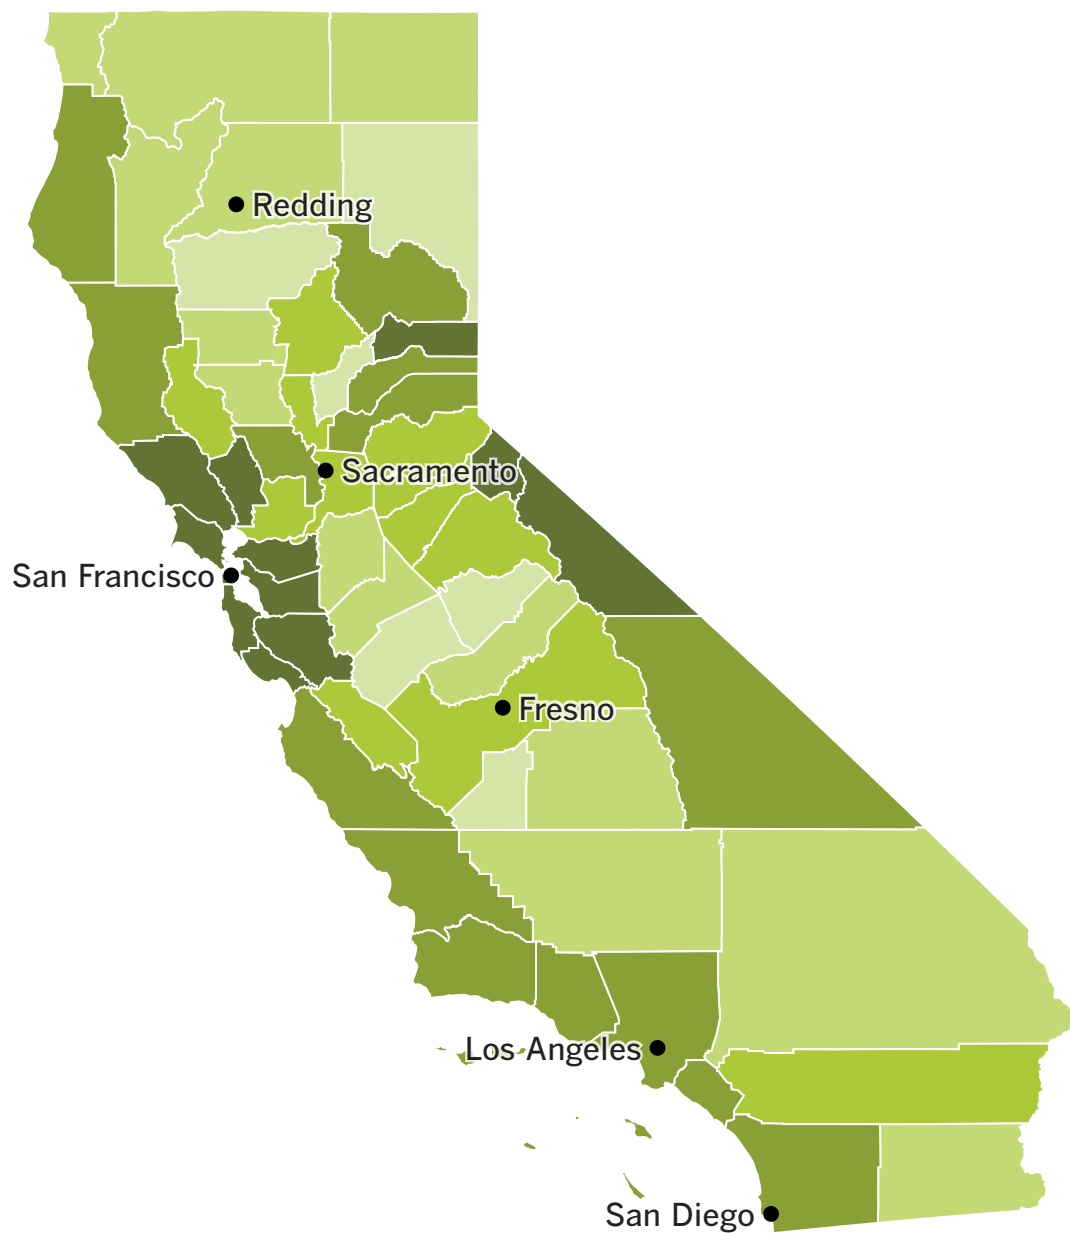 Redding
Sacramento
San Francisco
Fresno
Los Angeles
San Diego